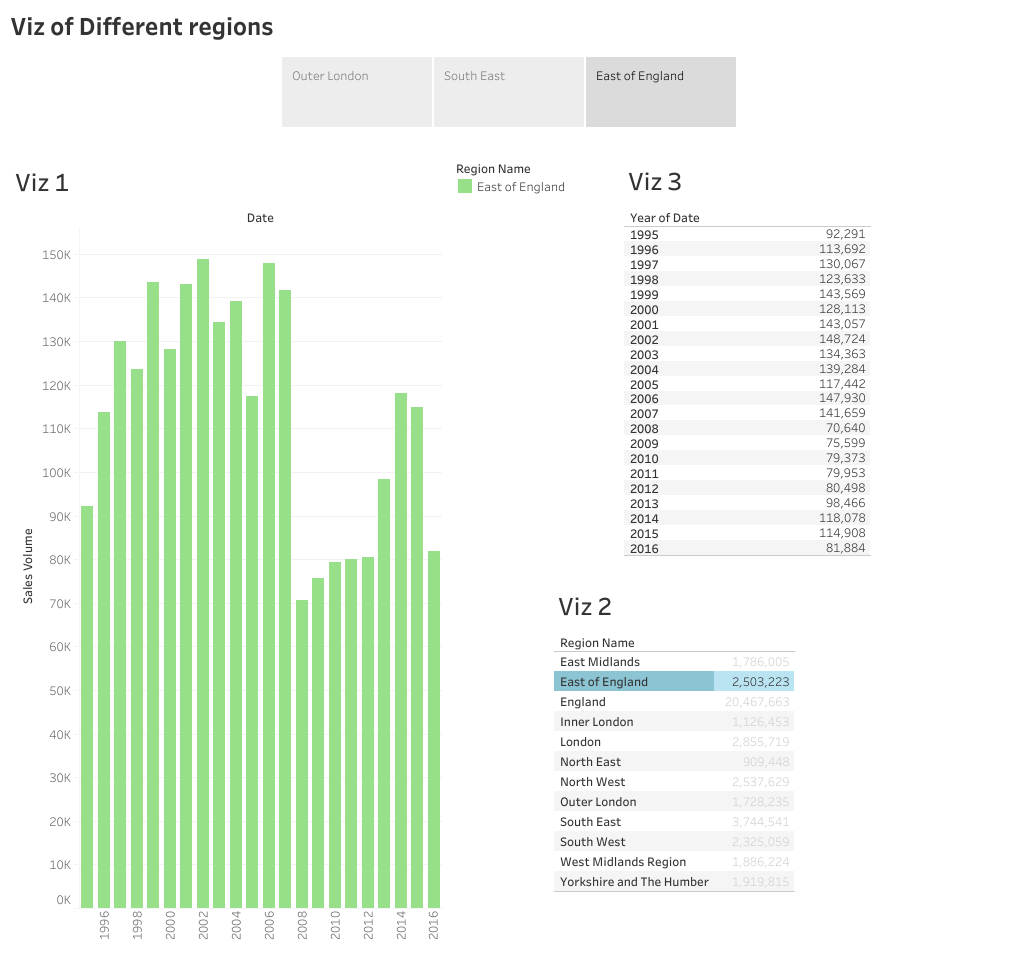 Viz of Different regions
Outer London South East East of England
Viz 1
Region Name
East of England
Date
150K
140K
130K
120K
110K
100K
90K
80K
70K
60K
50K
40K
30K
20K
10K
0K
Sales Volume
1996 1998 2000 2002 2004 2006 2008 2010 2012 2014 2016
Viz 3
Year of Date
1995 92,291
1996 113,692
1997 130,067
1998 123,633
1999 143,569
2000 128,113
2001 143,057
2002 148,724
2003 134,363
2004 139,284
2005 117,442
2006 147,930
2007 141,659
2008 70,640
2009 75,599
2010 79,373
2011 79,953
2012 80,498
2013 98,466
2014 118,078
2015 114,908
2016 81,884
Viz 2
Region Name
East Midlands 1,786,005
East of England 2,503,223
England 20,467,663
Inner London 1,126,453
London 2,855,719
North East 909,448
North West 2,537,629
Outer London 1,728,235
South East 3,744,541
South West 2,325,059
West Midlands Region 1,886,224
Yorkshire and The Humber 1,919,815